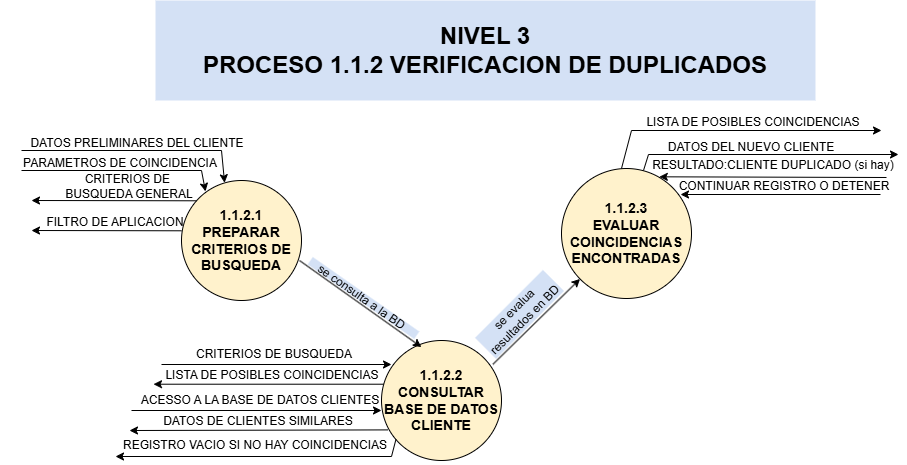 NIVEL 3
PROCESO 1.1.2 VERIFICACION DE DUPLICADOS
DATOS PRELIMINARES DEL CLIENTE
PARAMETROS DE COINCIDENCIA
CRITERIOS DE
BUSQUEDA GENERAL
FILTRO DE APLICACION
1.1.2.1
PREPARAR
CRITERIOS DE
BUSQUEDA
LISTA DE POSIBLES COINCIDENCIAS
DATOS DEL NUEVO CLIENTE
RESULTADO:CLIENTE DUPLICADO (si hay)
CONTINUAR REGISTRO O DETENER
1.1.2.3
EVALUAR
COINCIDENCIAS
ENCONTRADAS
se consulta a la BD
se evalua
resultados en BD
CRITERIOS DE BUSQUEDA
LISTA DE POSIBLES COINCIDENCIAS
ACESO A LA BASE DE DATOS CLIENTES
DATOS DE CLIENTES SIMILARES
REGISTRO VACIO SI NO HAY COINCIDENCIAS
1.1.2.2
CONSULTAR
BASE DE DATOS
CLIENTE